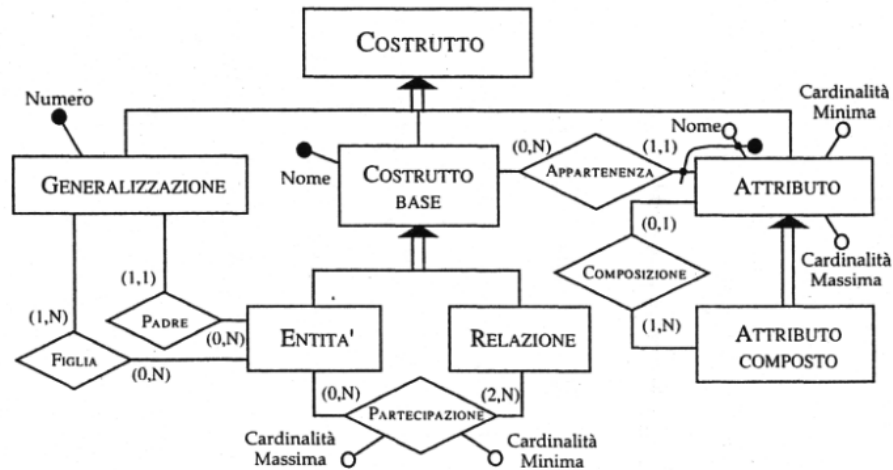 COSTRUTTO
Numero
Cardinalità
Minima
Nome
(0,N)
(1,1)
GENERALIZZAZIONE
Nome
COSTRUTTO
BASE
APPARTENENZA
ATTRIBUTO
(0,1)
(1,1)
COMPOSIZIONE
Cardinalità
Massima
(1,N)
PADRE
(0,N)
ENTITA'
RELAZIONE
(1,N)
ATTRIBUTO
COMPOSTO
FIGLIA
(0,N)
(0,N)
(2,N)
PARTECIPAZIONE
Cardinalità
Massima
Cardinalità
Minima